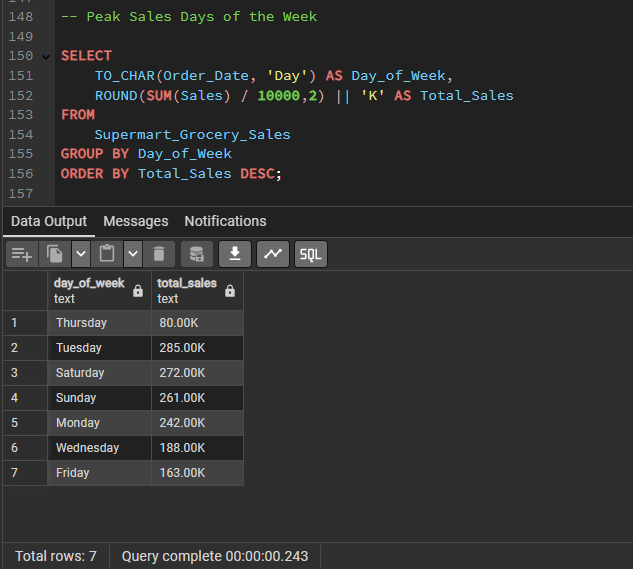 148 -- Peak Sales Days of the Week
149
150 SELECT
151 TO_CHAR(Order_Date, 'Day') AS Day_of_Week,
152 ROUND(SUM(Sales) / 10000,2) || 'K' AS Total_Sales
153 FROM
154 Supermart_Grocery_Sales
155 GROUP BY Day_of_Week
156 ORDER BY Total_Sales DESC;
157
Data Output Messages Notifications
SQL
day_of_week total_sales
text text
1 Thursday 80.00K
2 Tuesday 285.00K
3 Saturday 272.00K
4 Sunday 261.00K
5 Monday 242.00K
6 Wednesday 188.00K
7 Friday 163.00K
Total rows: 7 Query complete 00:00:00.243